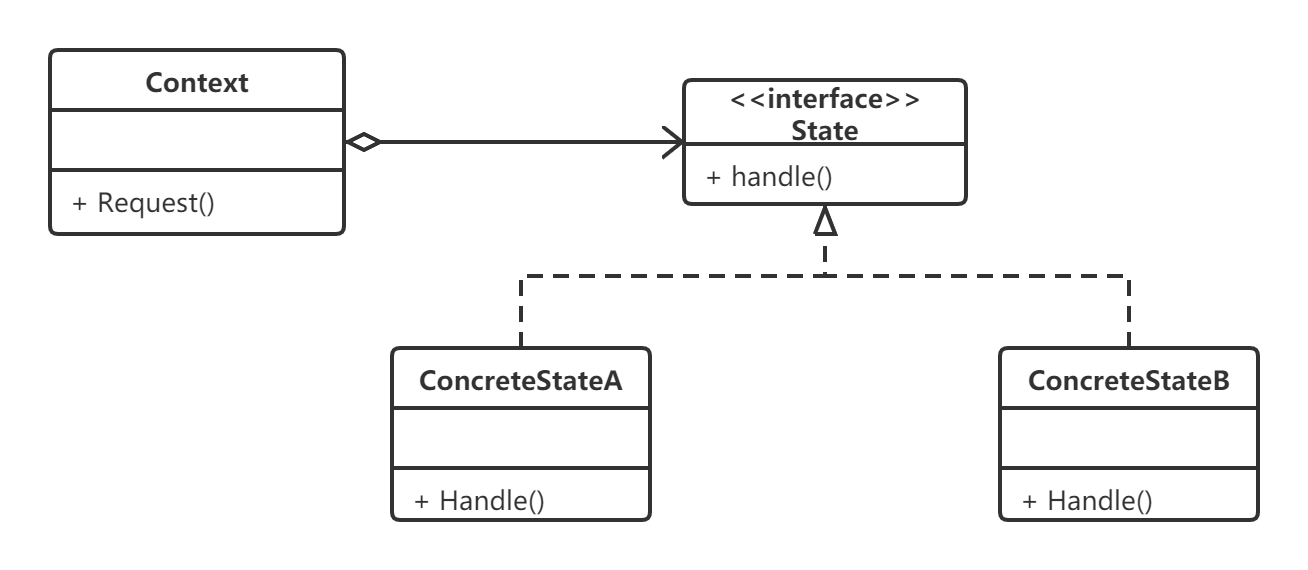 Context
+ Request()
<<interface>>
State
+ handle()
ConcreteStateA
+ Handle()
ConcreteStateB
+ Handle()